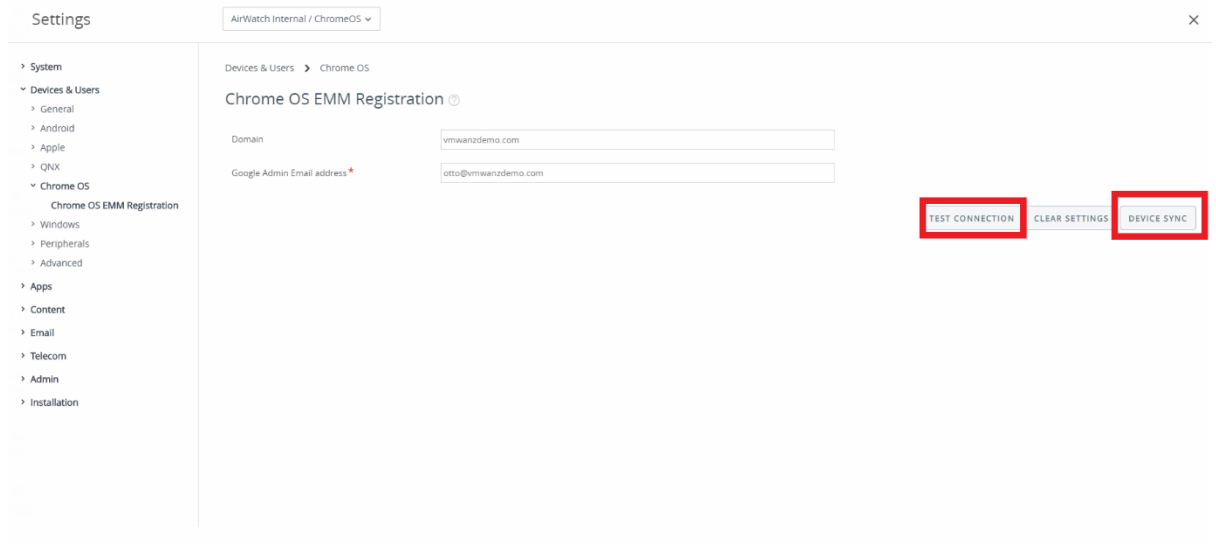 Settings
AirWatch Internal / ChromeOS
System
Devices & Users
General
Android
Apple
QNX
Chrome OS
Chrome OS EMM Registration
Windows
Peripherals
Advanced
Apps
Content
Email
Telecom
Admin
Installation
Devices & Users > Chrome OS
Chrome OS EMM Registration ?
Domain vmwanzdemo.com
Google Admin Email address * otto@vmwanzdemo.com
TEST CONNECTION CLEAR SETTINGS DEVICE SYNC